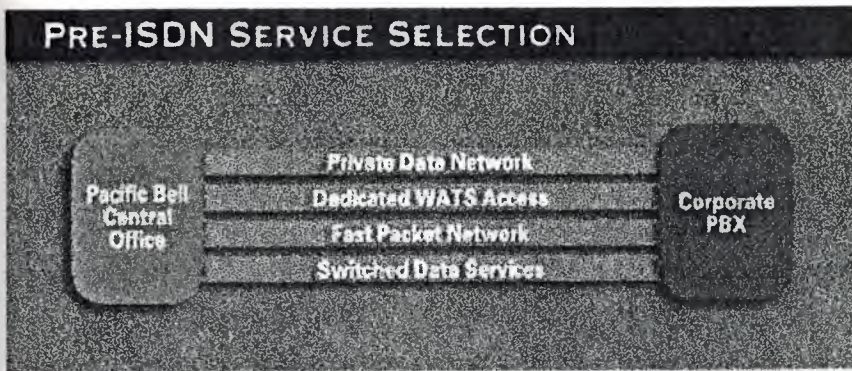 PRE-ISDN SERVICE SELECTION
Pacific Bell
Central
Office
Private Data Network
Dedicated WATS Access
Fast Packet Network
Switched Data Services
Corporate
PBX